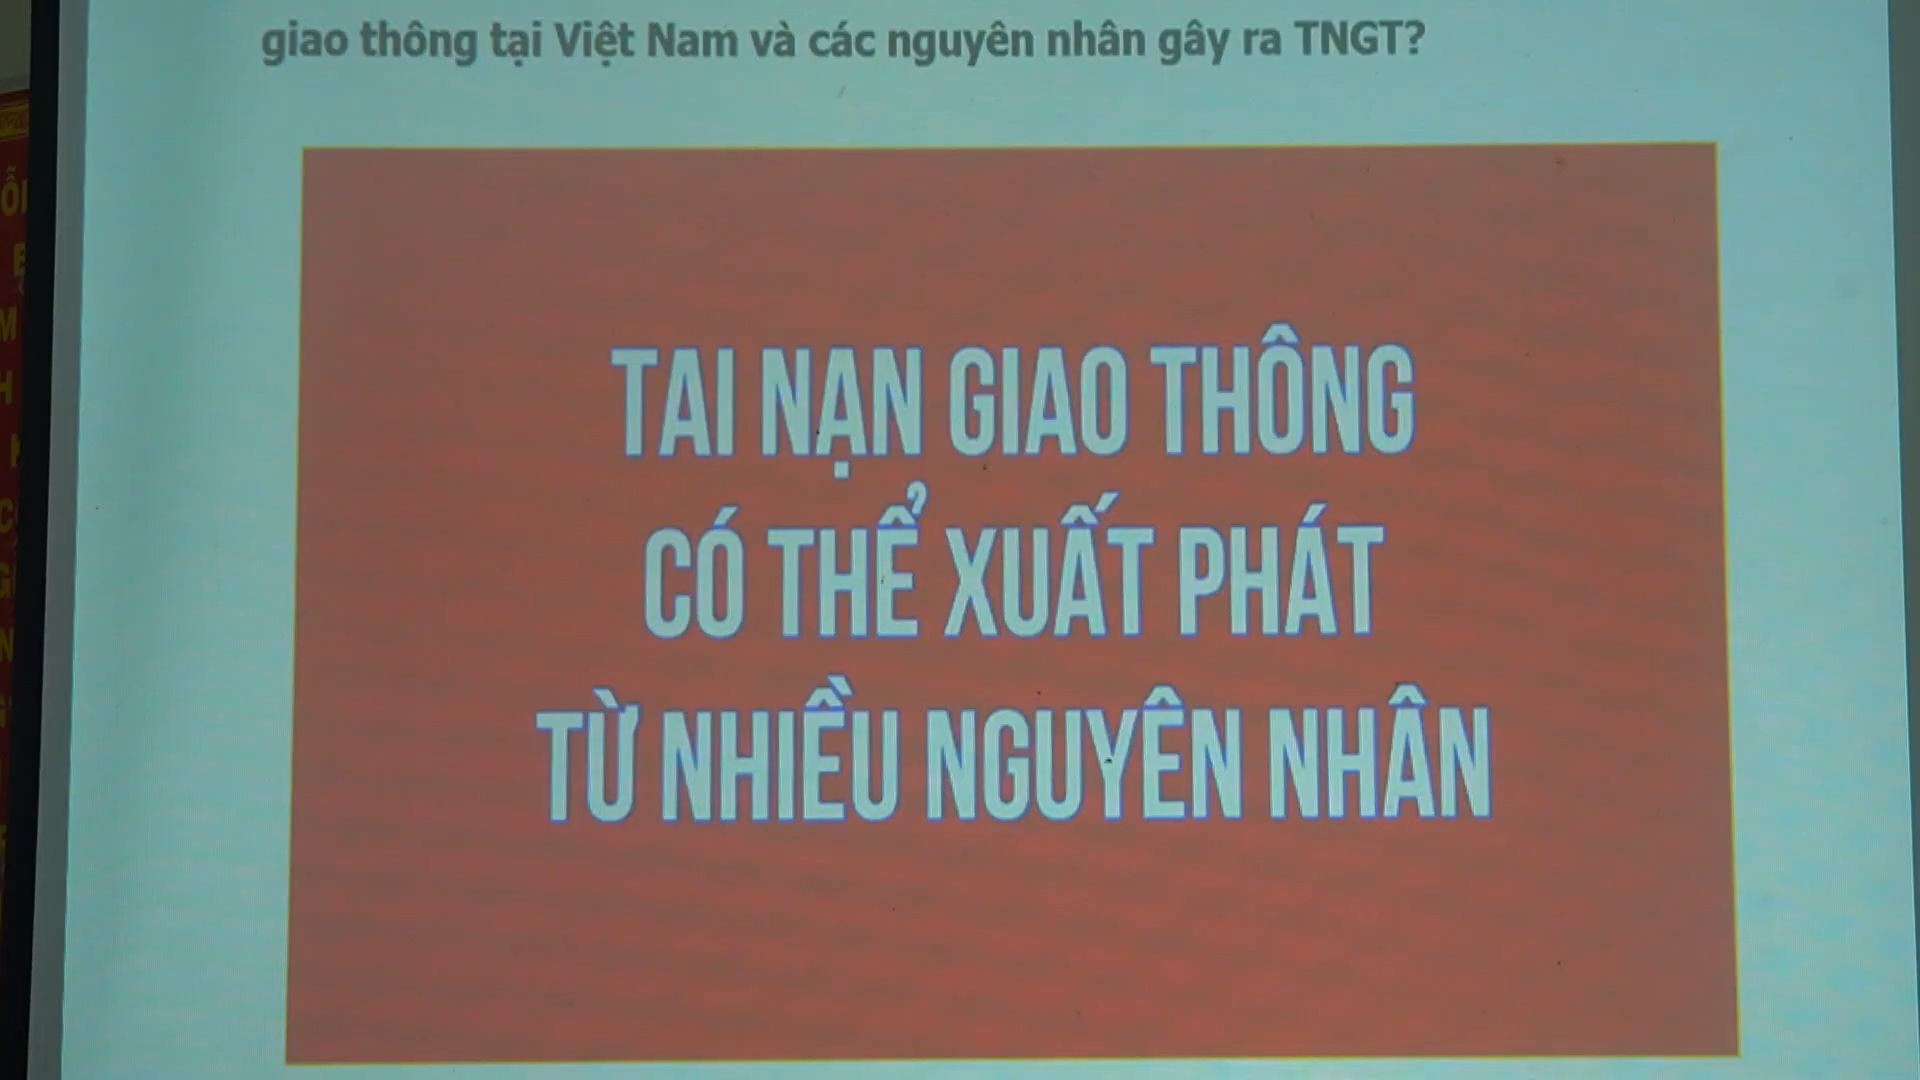 giao thông tại Việt Nam và các nguyên nhân gây ra TNGT?
TAI NẠN GIAO THÔNG
CÓ THỂ XUẤT PHÁT
TỪ NHIỀU NGUYÊN NHÂN